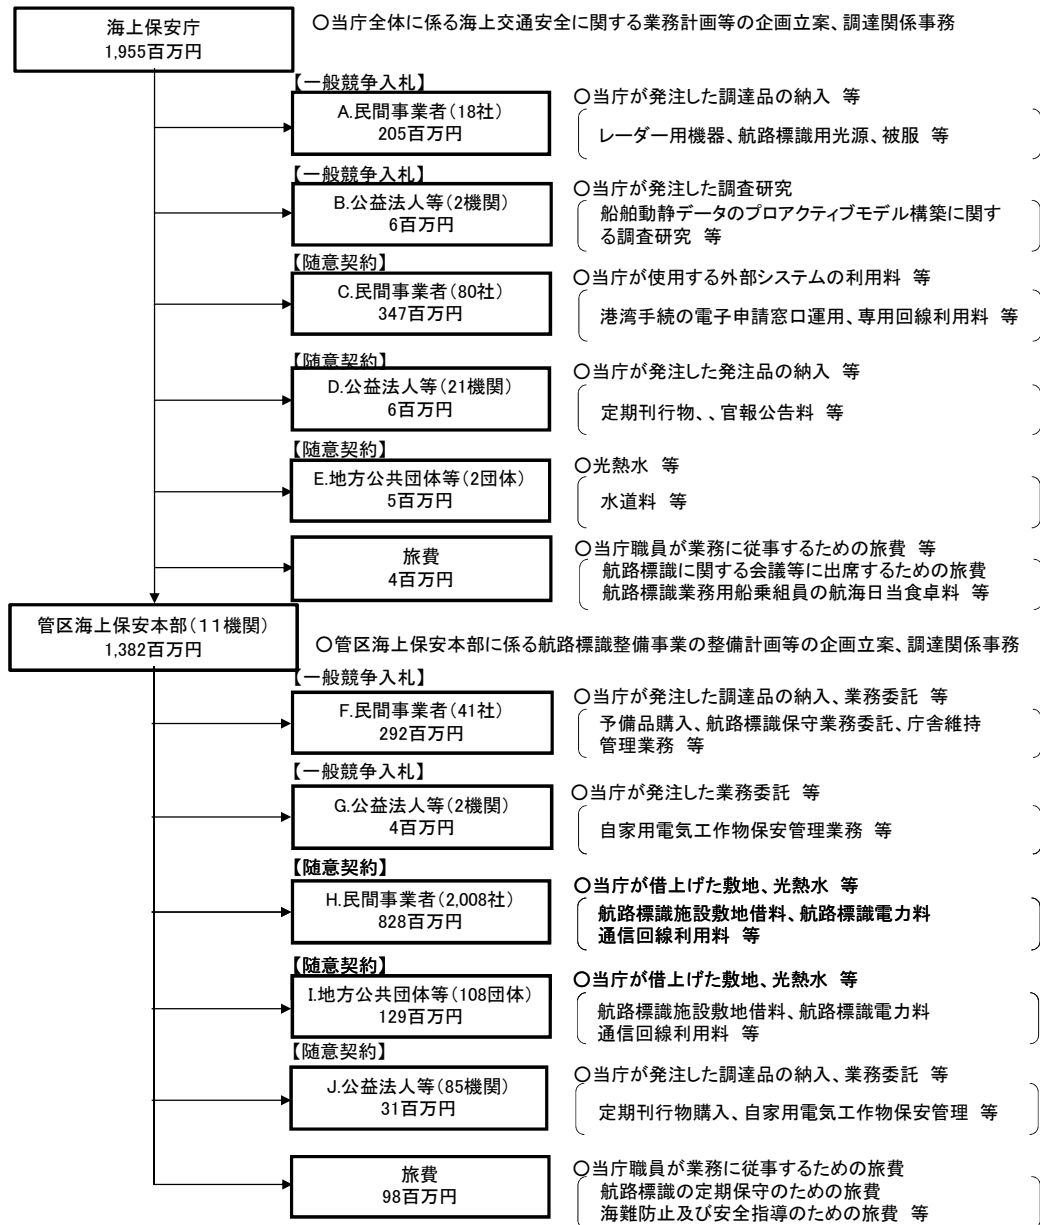 海上保安庁
1,955百万円
○当庁全体に係る海上交通安全に関する業務計画等の企画立案、調達関係事務
【一般競争入札】
A.民間事業者(18社)
205百万円
○当庁が発注した調達品の納入 等
レーダー用機器、航路標識用光源、被服 等
【一般競争入札】
B.公益法人等(2機関)
6百万円
○当庁が発注した調査研究
船舶動静データのプロアクティブモデル構築に関す
る調査研究 等
【随意契約】
C.民間事業者(80社)
347百万円
○当庁が使用する外部システムの利用料 等
港湾手続の電子申請窓口運用、専用回線利用料 等
【随意契約】
D.公益法人等(21機関)
6百万円
○当庁が発注した発注品の納入 等
定期刊行物、、官報公告料 等
【随意契約】
E.地方公共団体等(2団体)
5百万円
○光熱水 等
水道料 等
旅費
4百万円
○当庁職員が業務に従事するための旅費 等
航路標識に関する会議等に出席するための旅費
航路標識業務用船乗組員の航海日当食卓料 等
管区海上保安本部(11機関)
1,382百万円
○管区海上保安本部に係る航路標識整備事業の整備計画等の企画立案、調達関係事務
【一般競争入札】
F.民間事業者(41社)
292百万円
○当庁が発注した調達品の納入、業務委託 等
予備品購入、航路標識保守業務委託、庁舎維持
管理業務 等
【一般競争入札】
G.公益法人等(2機関)
4百万円
○当庁が発注した業務委託 等
自家用電気工作物保安管理業務 等
【随意契約】
H.民間事業者(2,008社)
828百万円
○当庁が借上げた敷地、光熱水 等
航路標識施設敷地借料、航路標識電力料
通信回線利用料 等
【随意契約】
I.地方公共団体等(108団体)
129百万円
○当庁が借上げた敷地、光熱水 等
航路標識施設敷地借料、航路標識電力料
通信回線利用料 等
【随意契約】
J.公益法人等(85機関)
31百万円
○当庁が発注した調達品の納入、業務委託 等
定期刊行物購入、自家用電気工作物保安管理 等
旅費
98百万円
○当庁職員が業務に従事するための旅費
航路標識の定期保守のための旅費
海難防止及び安全指導のための旅費 等